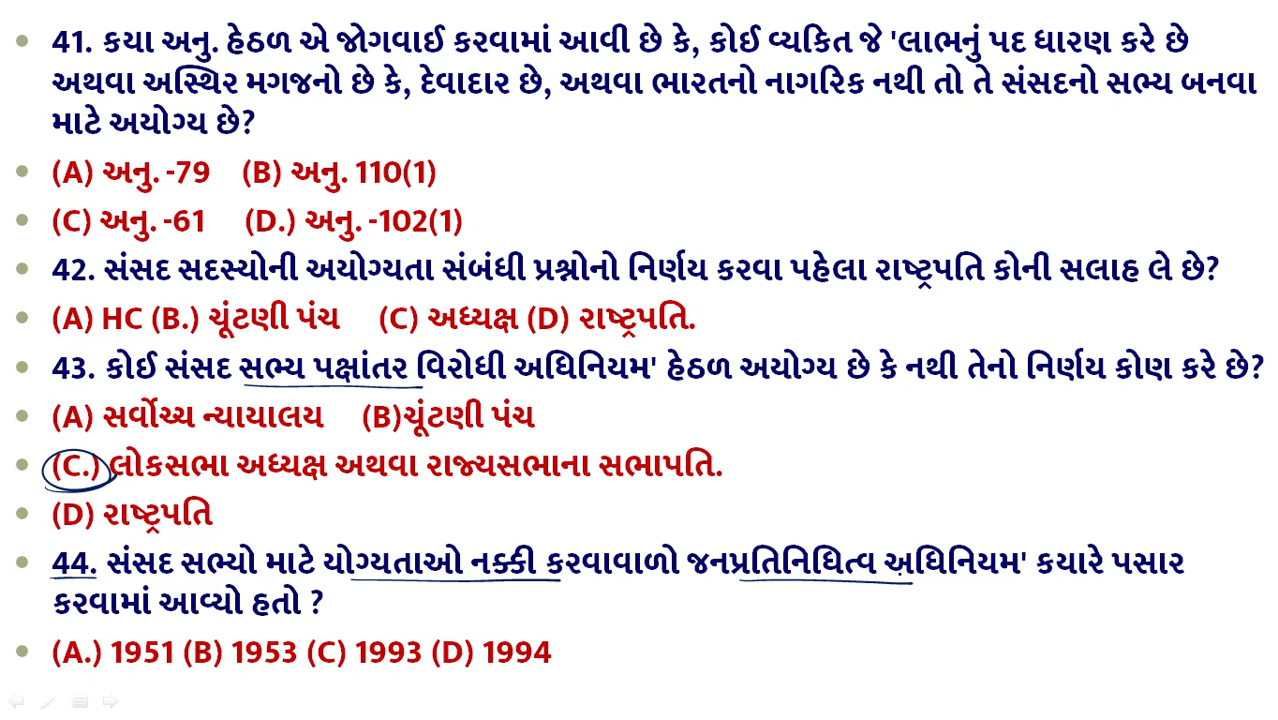 41. કયા અનુ. હેઠળ એ જોગવાઈ કરવામાં આવી છે કે, કોઈ વ્યકિત જે 'લાભનું પદ ધારણ કરે છે
અથવા અસ્થિર મગજનો છે કે, દેવાદાર છે, અથવા ભારતનો નાગરિક નથી તો તે સંસદનો સભ્ય બનવા
માટે અયોગ્ય છે?
(A) અનુ. -79 (B) અનુ. 110(1)
(C) અનુ. -61 (D.) અનુ. -102(1)
42. સંસદ સદસ્યોની અયોગ્યતા સંબંધી પ્રશ્નોનો નિર્ણય કરવા પહેલા રાષ્ટ્રપતિ કોની સલાહ લે છે?
(A) HC (B.) ચૂંટણી પંચ (C) અધ્યક્ષ (D) રાષ્ટ્રપતિ.
43. કોઈ સંસદ સભ્ય પક્ષાંતર વિરોધી અધિનિયમ' હેઠળ અયોગ્ય છે કે નથી તેનો નિર્ણય કોણ કરે છે?
(A) સર્વોચ્ચ ન્યાયાલય (B)ચૂંટણી પંચ
(C.) લોકસભા અધ્યક્ષ અથવા રાજ્યસભાના સભાપતિ.
(D) રાષ્ટ્રપતિ
44. સંસદ સભ્યો માટે યોગ્યતાઓ નક્કી કરવાવાળો જનપ્રતિનિધિત્વ અધિનિયમ' કયારે પસાર
કરવામાં આવ્યો હતો ?
(A.) 1951 (B) 1953 (C) 1993 (D) 1994